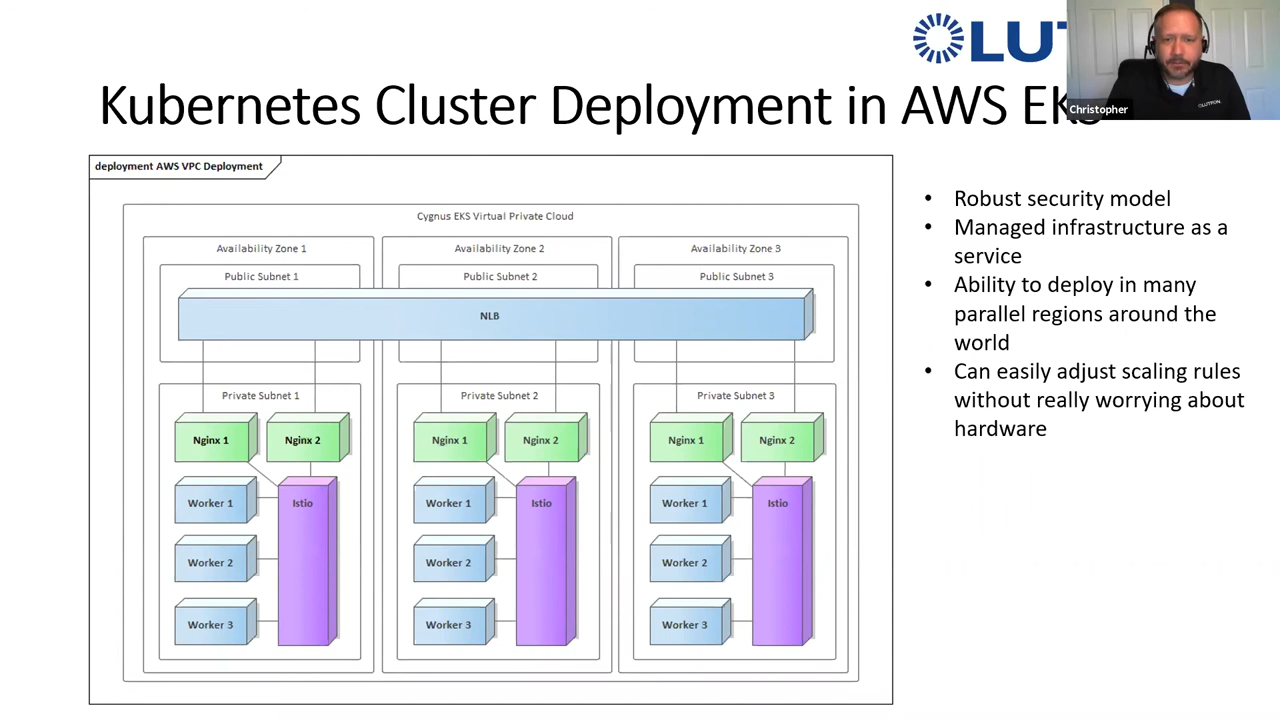 LUT
Christopher
Kubernetes Cluster Deployment in AWS EKS
deployment AWS VPC Deployment
Cygnus EKS Virtual Private Cloud
Availability Zone 1
Availability Zone 2
Availability Zone 3
Public Subnet 1
Public Subnet 2
Public Subnet 3
NLB
Private Subnet 1
Private Subnet 2
Private Subnet 3
Nginx 1
Nginx 2
Nginx 1
Nginx 2
Nginx 1
Nginx 2
Worker 1
Istio
Worker 1
Istio
Worker 1
Istio
Worker 2
Worker 2
Worker 2
Worker 3
Worker 3
Worker 3
• Robust security model
• Managed infrastructure as a
service
• Ability to deploy in many
parallel regions around the
world
• Can easily adjust scaling rules
without really worrying about
hardware